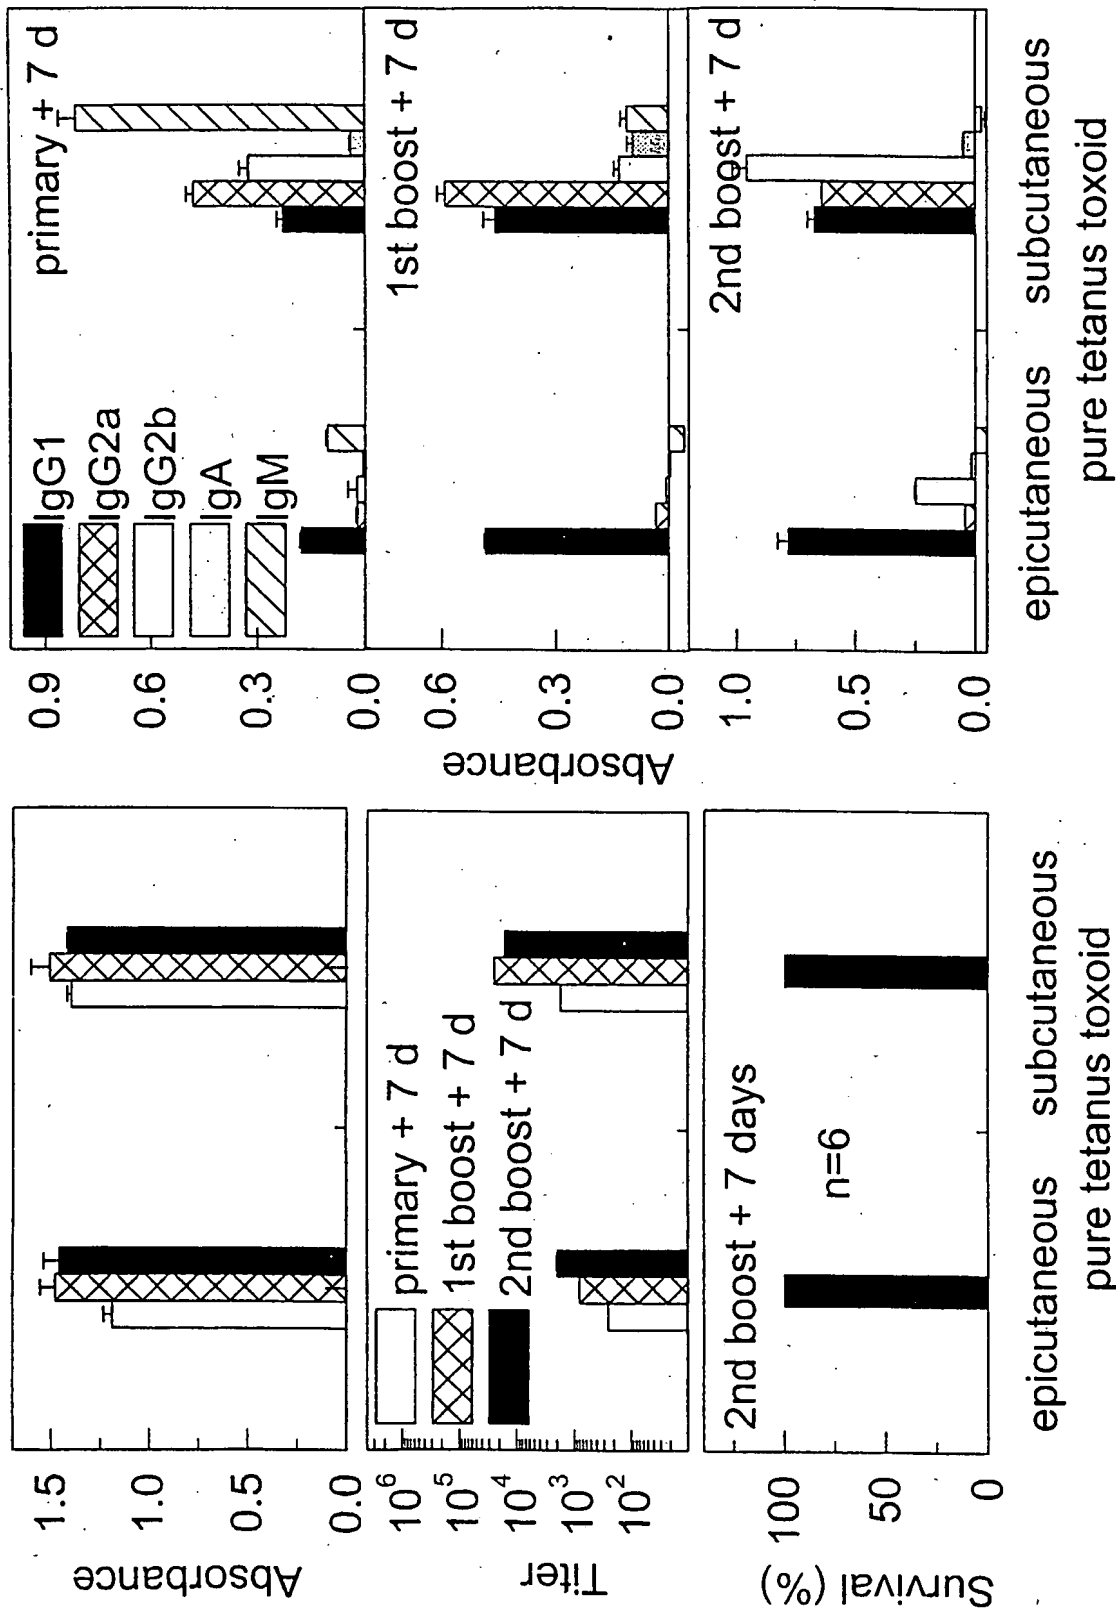 1.5
1.0
0.5
0.0
Absorbance
primary + 7 d
1st boost + 7 d
2nd boost + 7 d
10^6
10^5
10^4
10^3
10^2
Titer
2nd boost + 7 days
n=6
100
50
0
Survival (%)
epicutaneous subcutaneous
pure tetanus toxoid
IgG1
IgG2a
IgG2b
IgA
IgM
primary + 7 d
0.9
0.6
0.3
0.0
1st boost + 7 d
0.6
0.3
0.0
Absorbance
2nd boost + 7 d
1.0
0.5
0.0
epicutaneous subcutaneous
pure tetanus toxoid